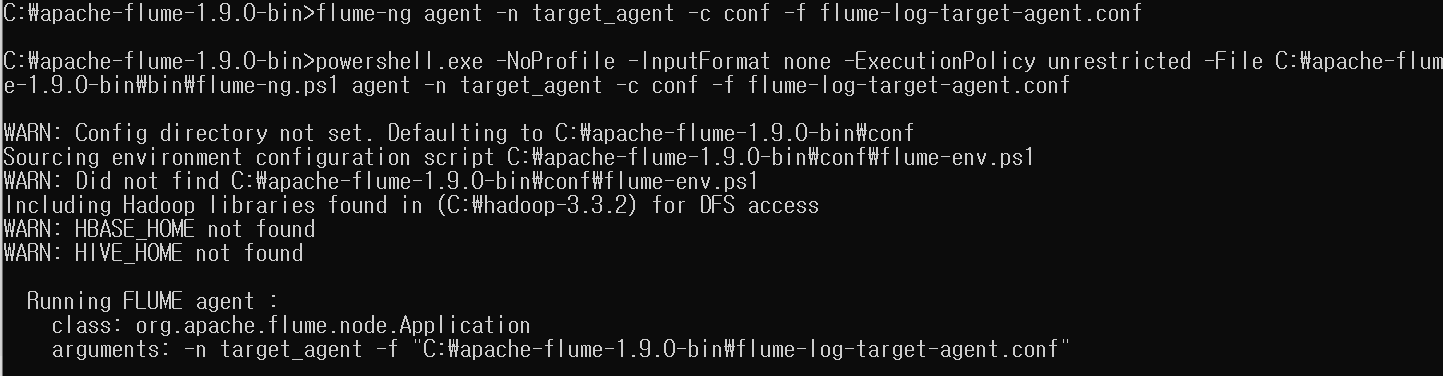 C:₩apache-flume-1.9.0-bin>flume-ng agent -n target_agent -c conf -f flume-log-target-agent.conf
C:₩apache-flume-1.9.0-bin>powershell.exe -NoProfile -InputFormat none -ExecutionPolicy unrestricted -File C:₩apache-flum
e-1.9.0-bin₩bin₩flume-ng.ps1 agent -n target_agent -c conf -f flume-log-target-agent.conf
WARN: Config directory not set. Defaulting to C:₩apache-flume-1.9.0-bin₩conf
Sourcing environment configuration script C:₩apache-flume-1.9.0-bin₩conf₩flume-env.ps1
WARN: Did not find C:₩apache-flume-1.9.0-bin₩conf₩flume-env.ps1
Including Hadoop libraries found in (C:₩hadoop-3.3.2) for DFS access
WARN: HBASE_HOME not found
WARN: HIVE_HOME not found
Running FLUME agent :
class: org.apache.flume.node.Application
arguments: -n target_agent -f "C:₩apache-flume-1.9.0-bin₩flume-log-target-agent.conf"